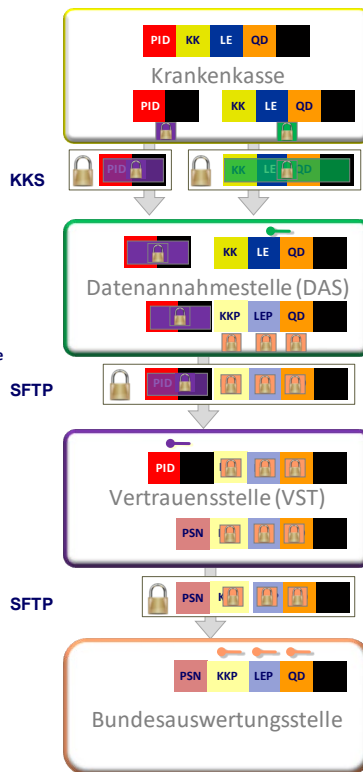 PID KK LE QD
Krankenkasse
PID KK LE QD
KKS
PID KK LE QD
KK LE QD
Datenannahmestelle (DAS)
KKP LEP QD
e
SFTP
PID
PID
Vertrauensstelle (VST)
PSN
SFTP
PSN K
PSN KKP LEP QD
Bundesauswertungsstelle